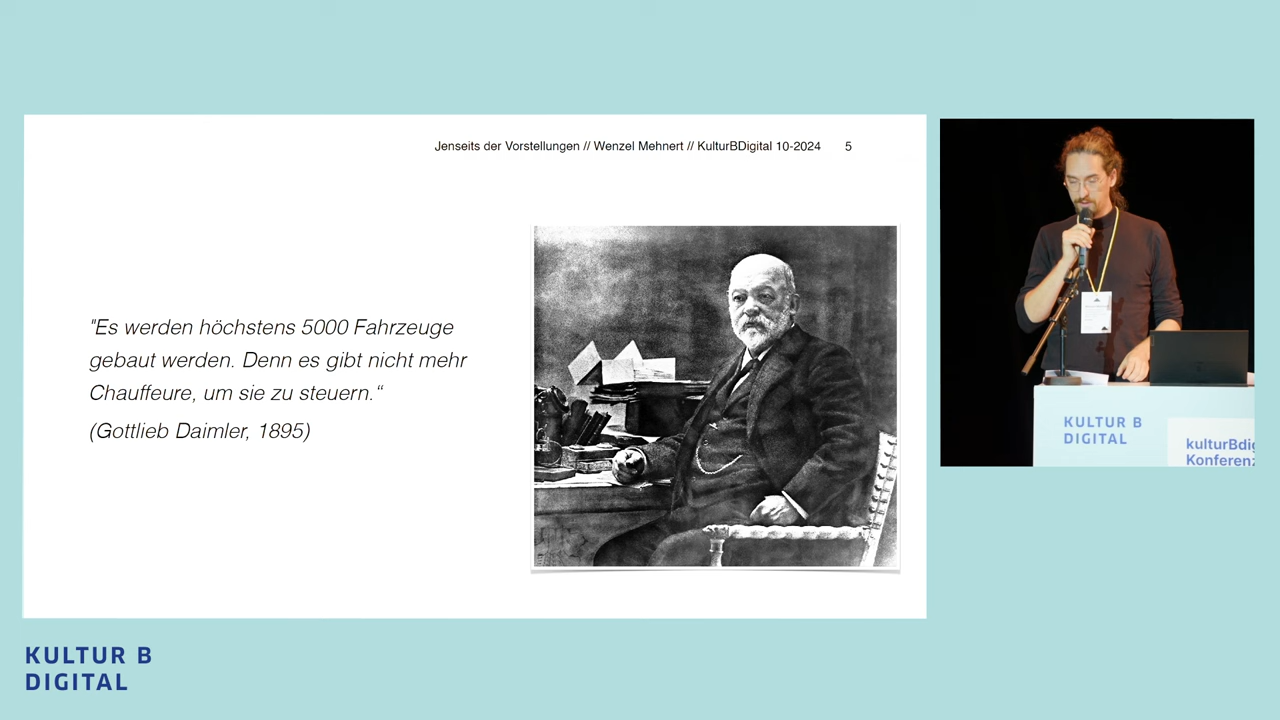 Jenseits der Vorstellungen // Wenzel Mehnert // KulturBDigital 10-2024 5
"Es werden höchstens 5000 Fahrzeuge
gebaut werden. Denn es gibt nicht mehr
Chauffeure, um sie zu steuern.“
(Gottlieb Daimler, 1895)
KULTUR B
DIGITAL
kulturBdig
Konferenz
KULTUR B
DIGITAL